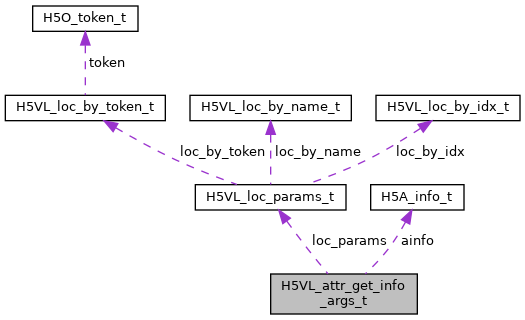 H5O_token_t
token
H5VL_loc_by_token_t
H5VL_loc_by_name_t
H5VL_loc_by_idx_t
loc_by_token
loc_by_name
loc_by_idx
H5VL_loc_params_t
H5A_info_t
loc_params
ainfo
H5VL_attr_get_info
_args_t